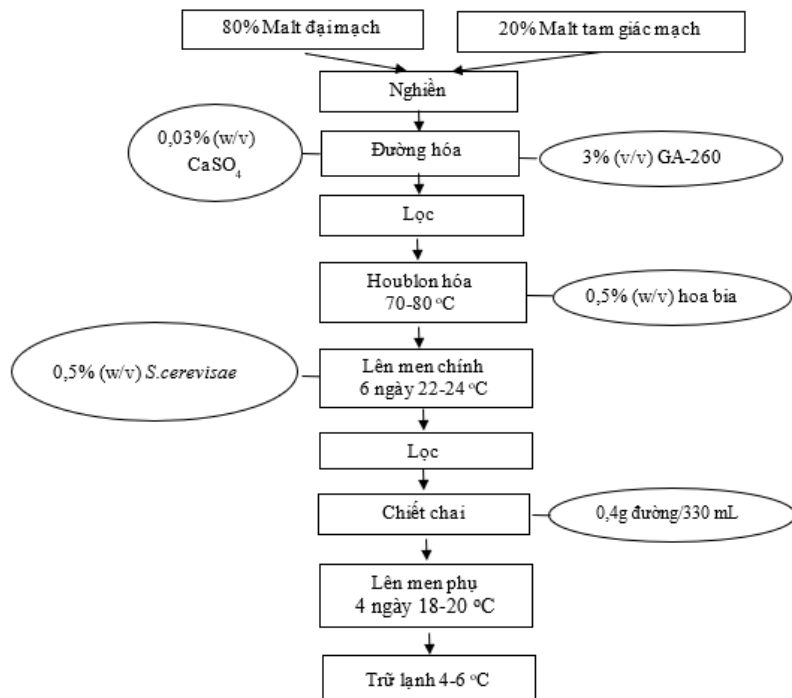 80% Malt đại mạch
20% Malt tam giác mạch
Nghiền
0,03% (w/v)
CaSO4
Đường hóa
3% (v/v) GA-260
Lọc
Houblon hóa
70-80 °C
0,5% (w/v) hoa bia
0,5% (w/v) S.cerevisae
Lên men chính
6 ngày 22-24 °C
Lọc
Chiết chai
0,4g đường/330 mL
Lên men phụ
4 ngày 18-20 °C
Trữ lạnh 4-6 °C